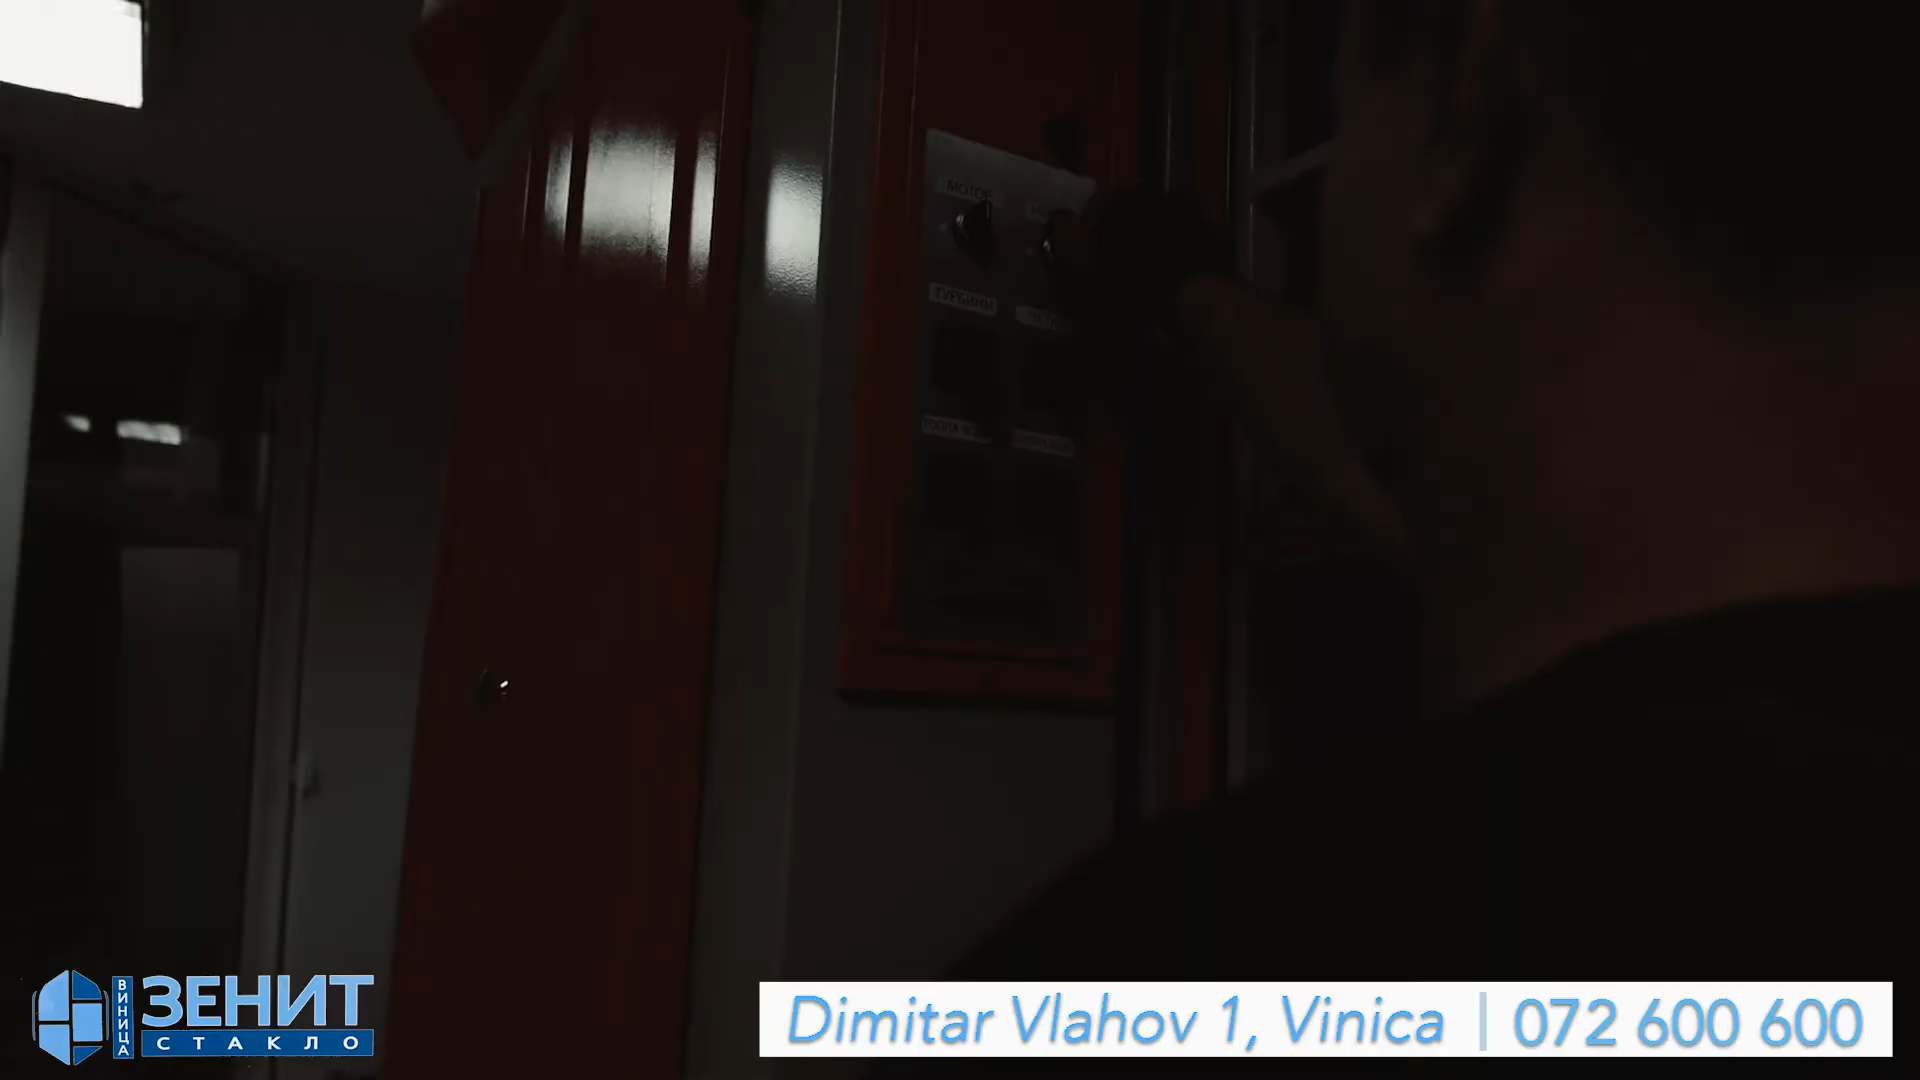 МОТОР
ТУРБИНИ
ВИНИЦА
ЗЕНИТ
СТАКЛО
Dimitar Vlahov 1, Vinica | 072 600 600